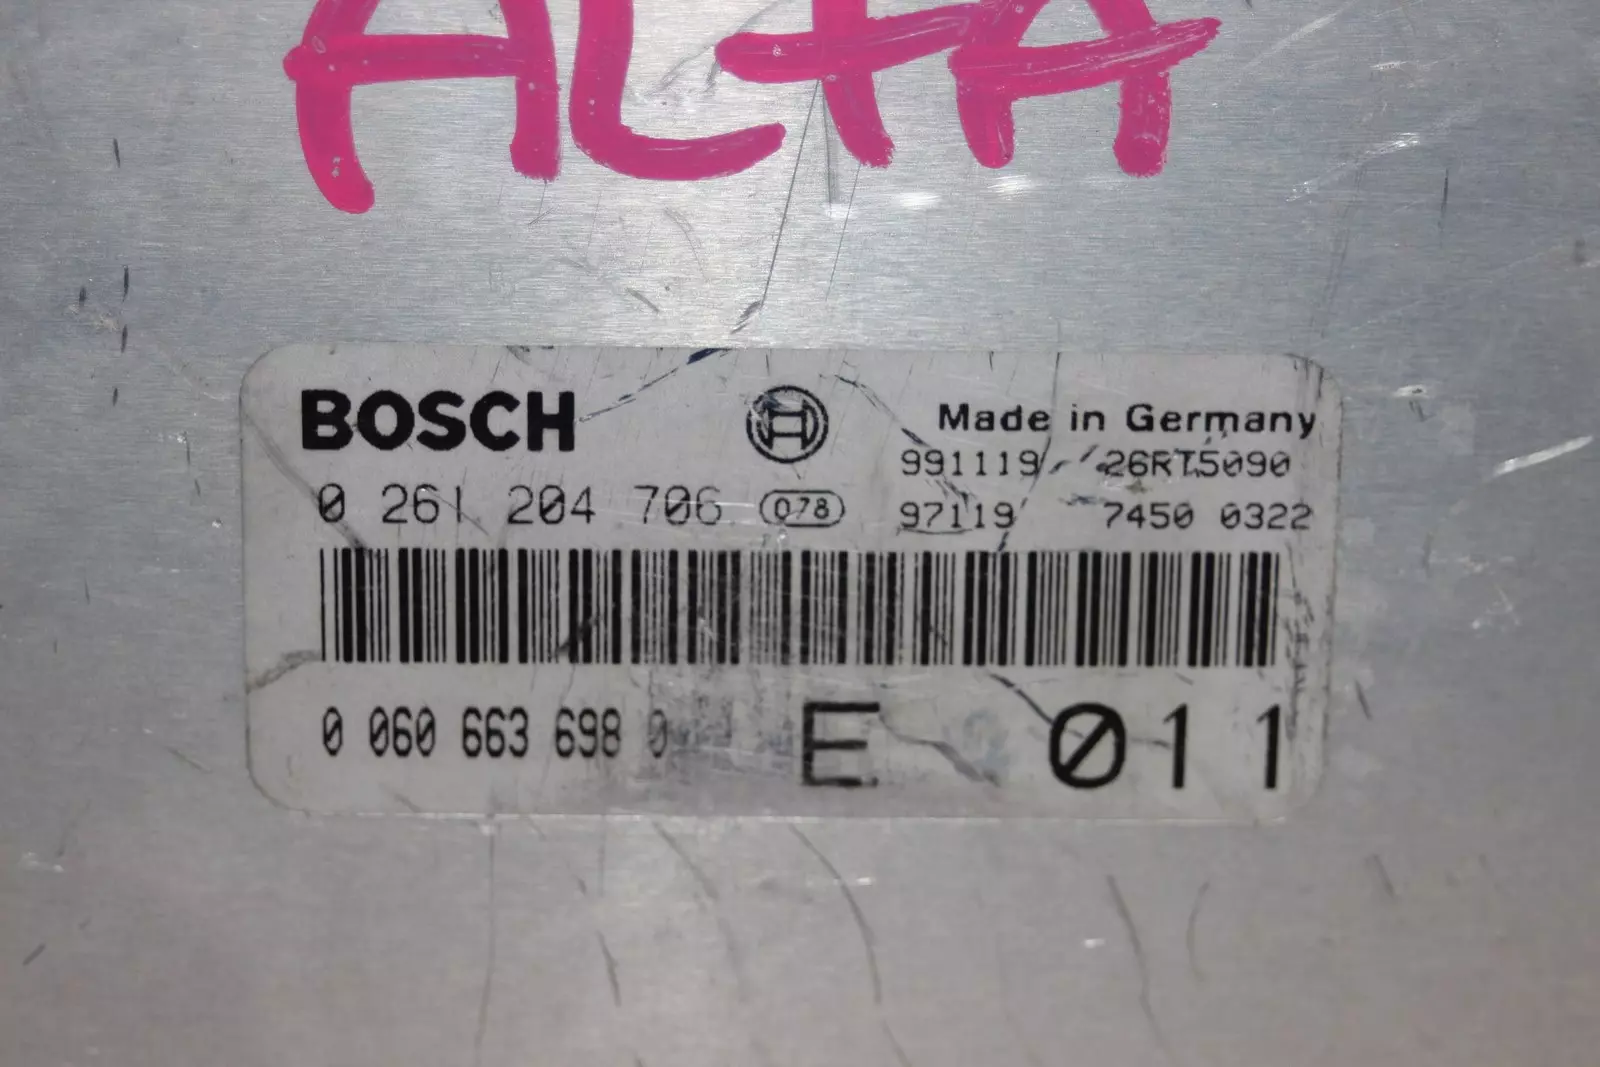 ALFA
BOSCH
Made in Germany
991119 26RT5090
0 261 204 706 078
97119 7450 0322
0 060 663 698 0 E 011